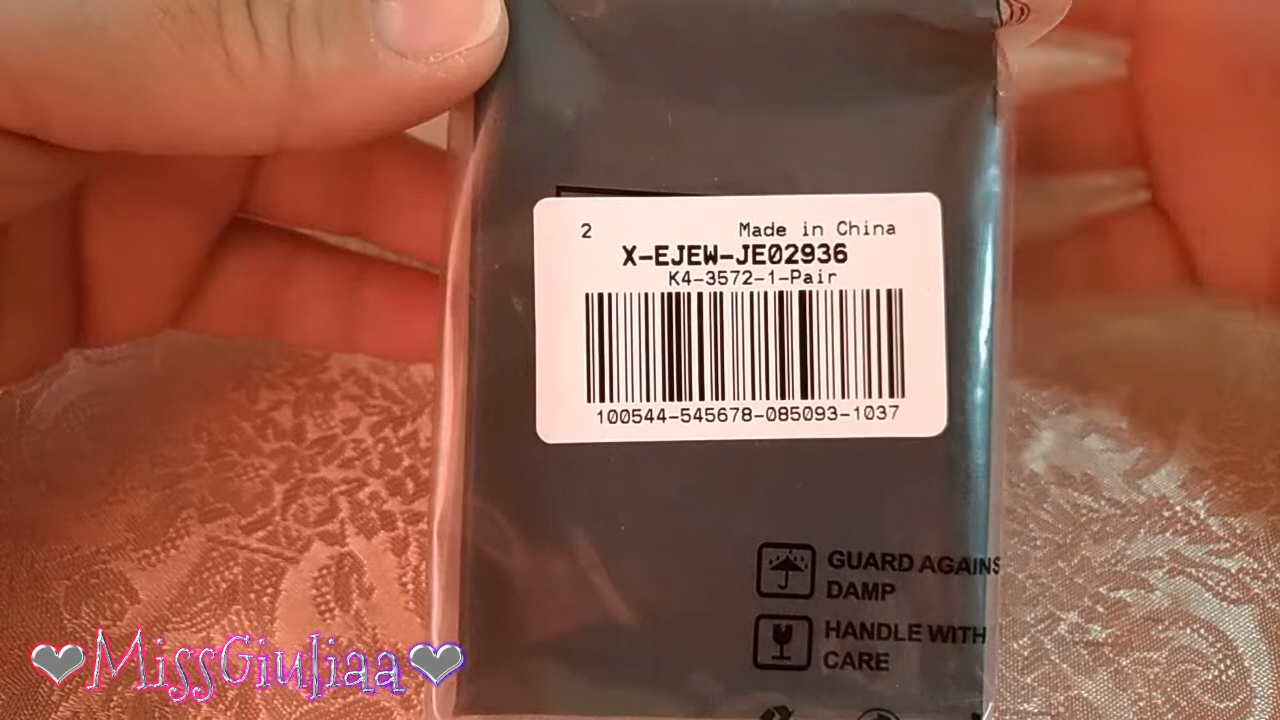 2 Made in China
X-EJEW-JE02936
K4-3572-1-Pair
100544-545678-085093-1037
GUARD AGAINS
DAMP
HANDLE WITH
CARE
❤MissGiuliaa❤